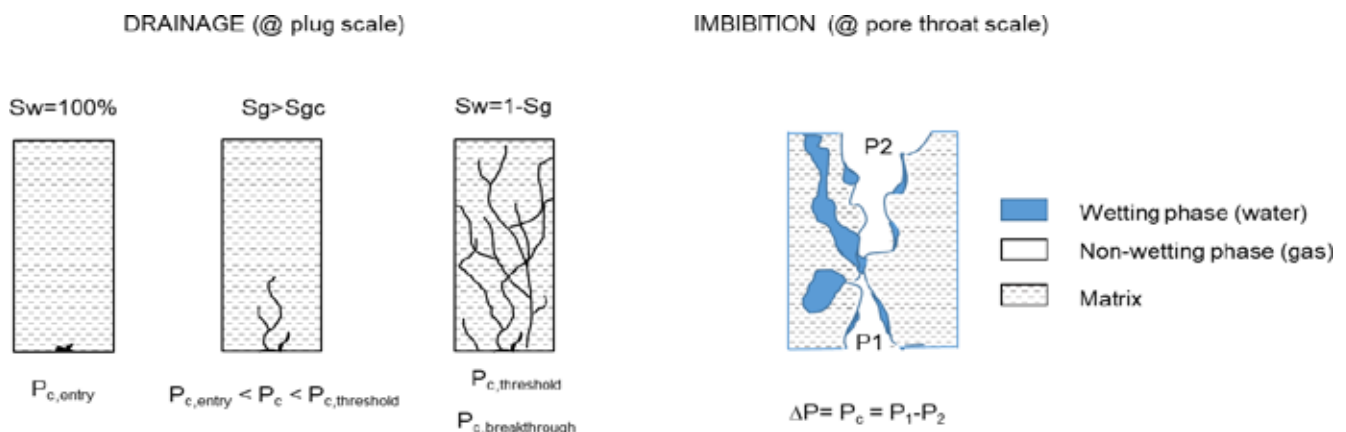 DRAINAGE (@ plug scale)
IMBIBITION (@ pore throat scale)
Sw=100%
Sg>Sgc
Sw=1-Sg
P2
Wetting phase (water)
Non-wetting phase (gas)
Matrix
P1
Pc,entry
Pc,entry < Pc < Pc,threshold
Pc,threshold
Pc,breakthrough
ΔP= Pc = P1-P2